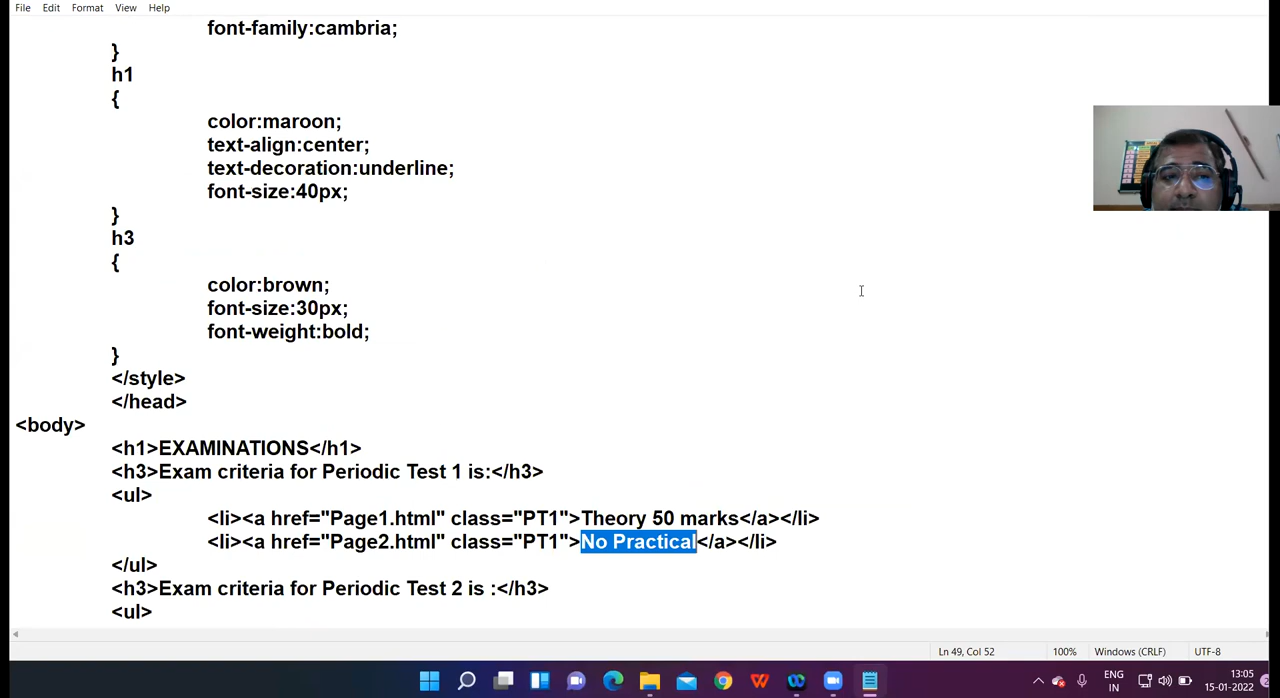 File Edit Format View Help
font-family:cambria;
}
h1
{
color:maroon;
text-align:center;
text-decoration:underline;
font-size:40px;
}
h3
{
color:brown;
font-size:30px;
font-weight:bold;
}
</style>
</head>
<body>
<h1>EXAMINATIONS</h1>
<h3>Exam criteria for Periodic Test 1 is:</h3>
<ul>
<li><a href="Page1.html" class="PT1">Theory 50 marks</a></li>
<li><a href="Page2.html" class="PT1">No Practical</a></li>
</ul>
<h3>Exam criteria for Periodic Test 2 is :</h3>
<ul>
Ln 49, Col 52 100% Windows (CRLF) UTF-8
ENG 13:05
IN 15-01-2022